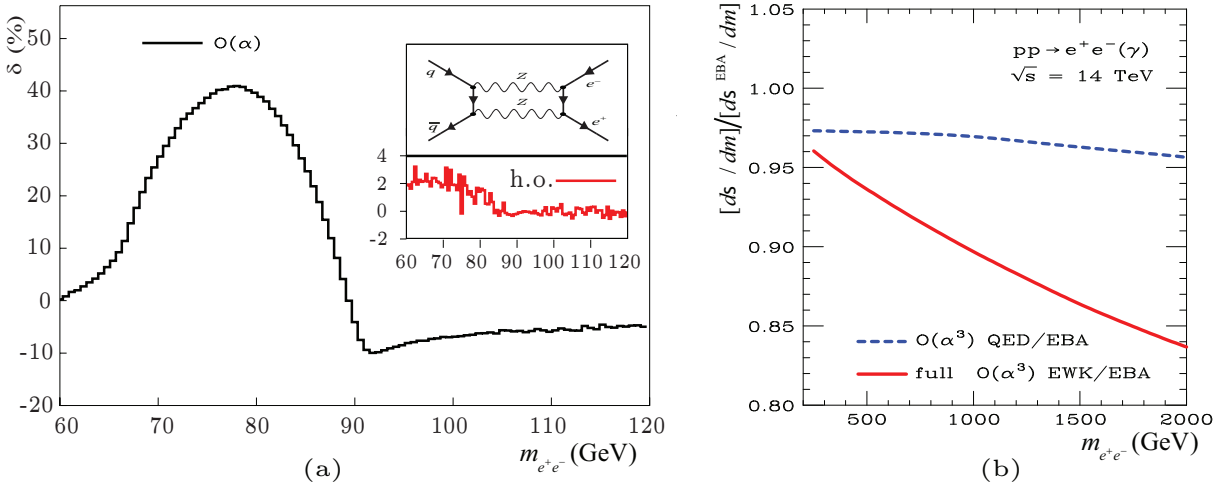 δ (%)
50
40
30
20
10
0
-10
-20
60 70 80 90 100 110 120
m_{e⁺e⁻} (GeV)
O(α)
q
Z
e⁻
q̅
Z
e⁺
4
2
0
-2
h.o.
60 70 80 90 100 110 120
(a)
[ds / dm]/[ds^{EBA} / dm]
1.05
1.00
0.95
0.90
0.85
0.80
pp → e⁺e⁻(γ)
√s = 14 TeV
O(α³) QED/EBA
full O(α³) EWK/EBA
500 1000 1500 2000
m_{e⁺e⁻} (GeV)
(b)